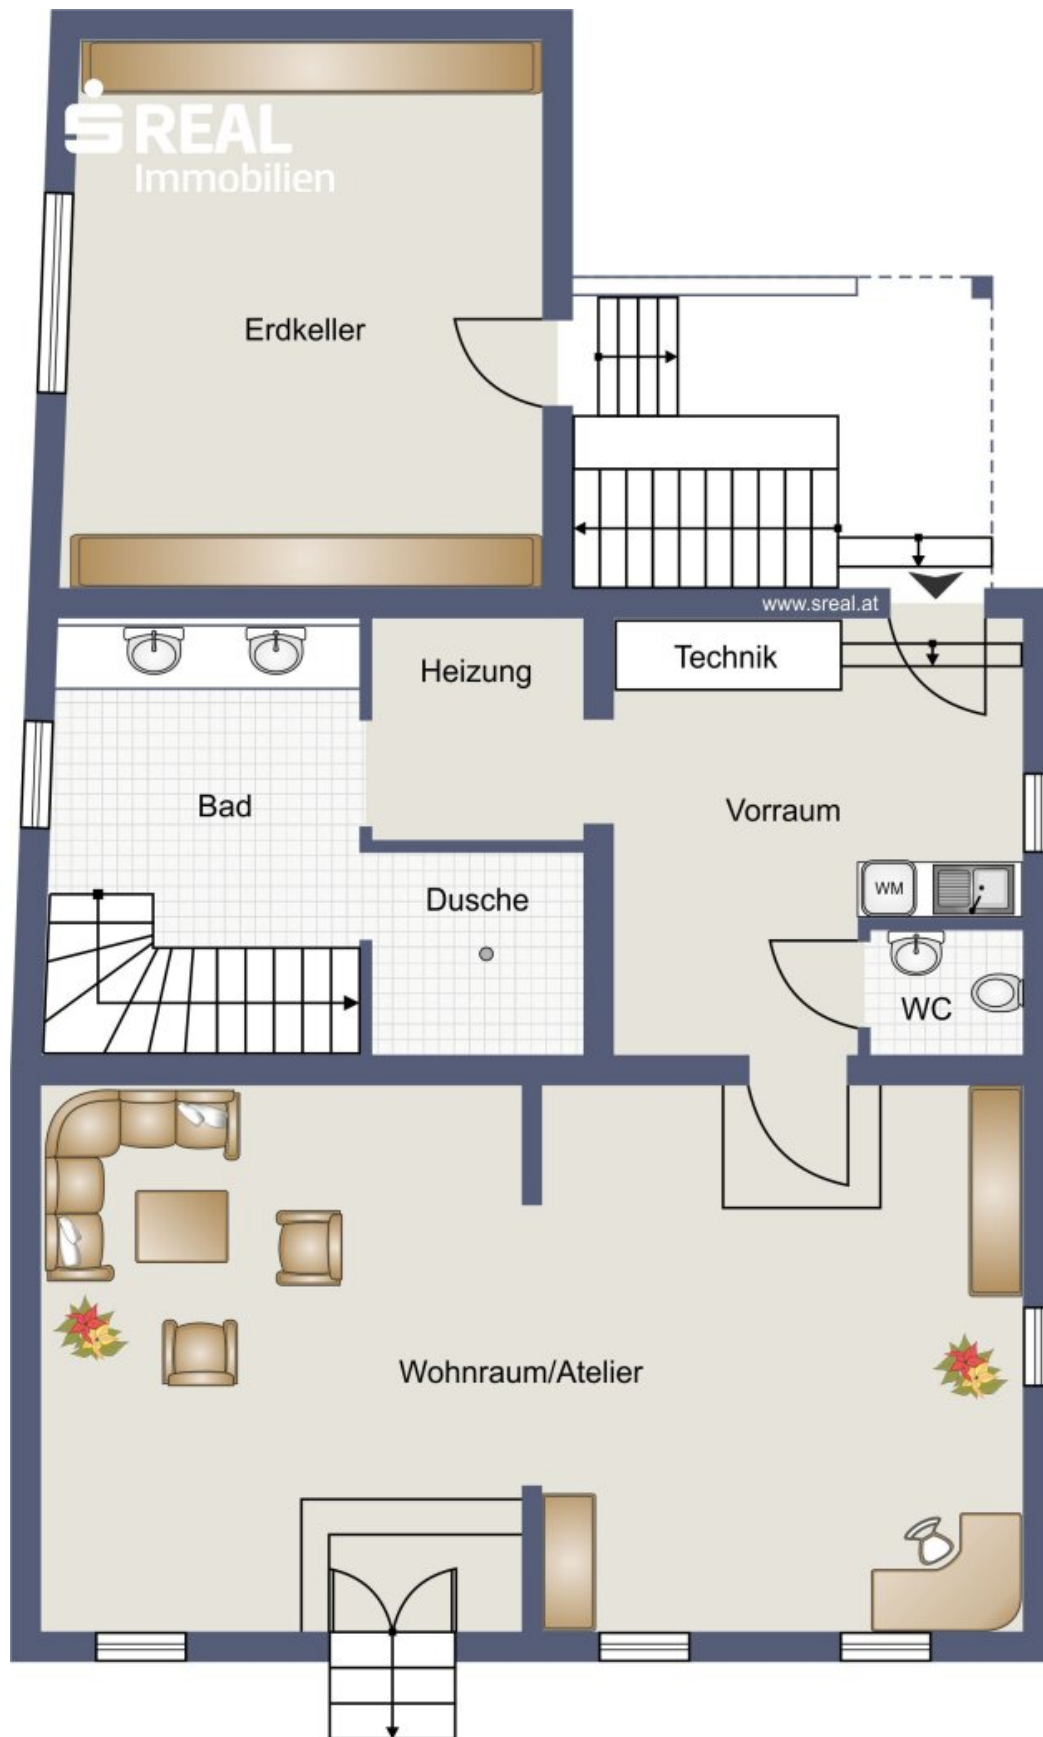 S REAL
Immobilien
Erdkeller
www.sreal.at
Heizung
Technik
Bad
Vorraum
Dusche
WM
WC
Wohnraum/Atelier